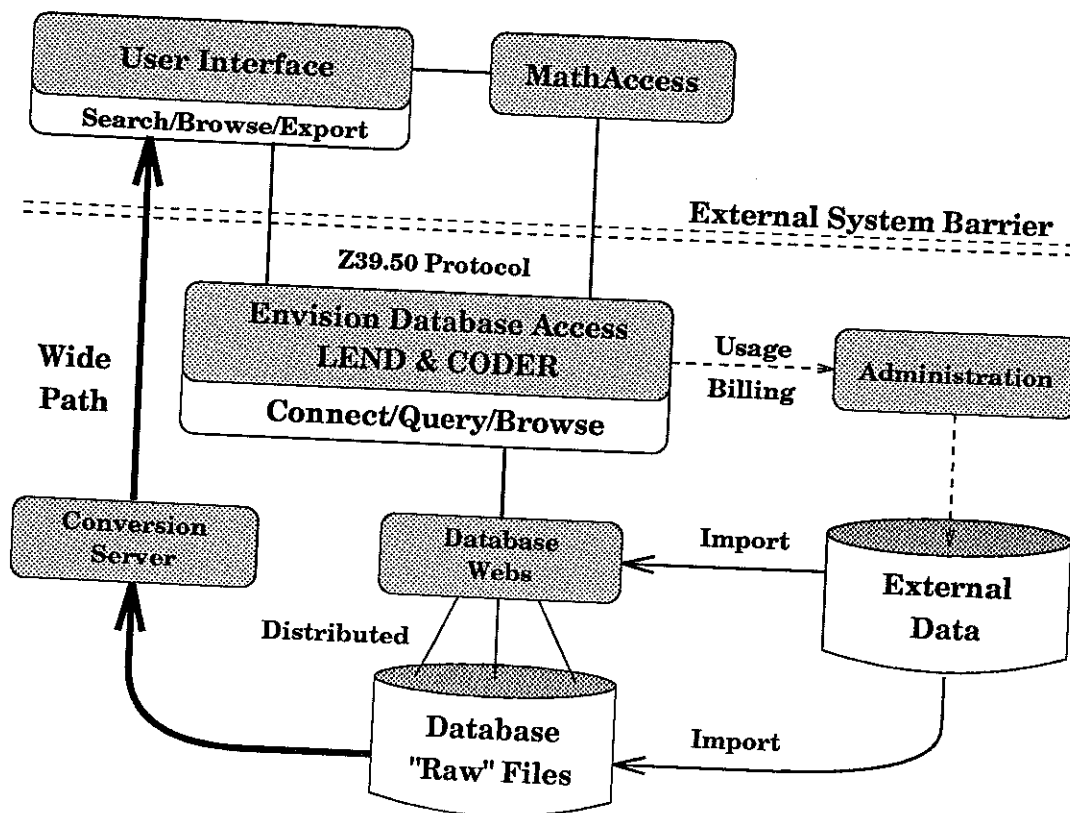 User Interface
MathAccess
Search/Browse/Export
External System Barrier
Z39.50 Protocol
Envision Database Access
LEND & CODER
Connect/Query/Browse
Usage
Billing
Administration
Wide
Path
Conversion
Server
Database
Webs
Import
External
Data
Distributed
Database
"Raw" Files
Import